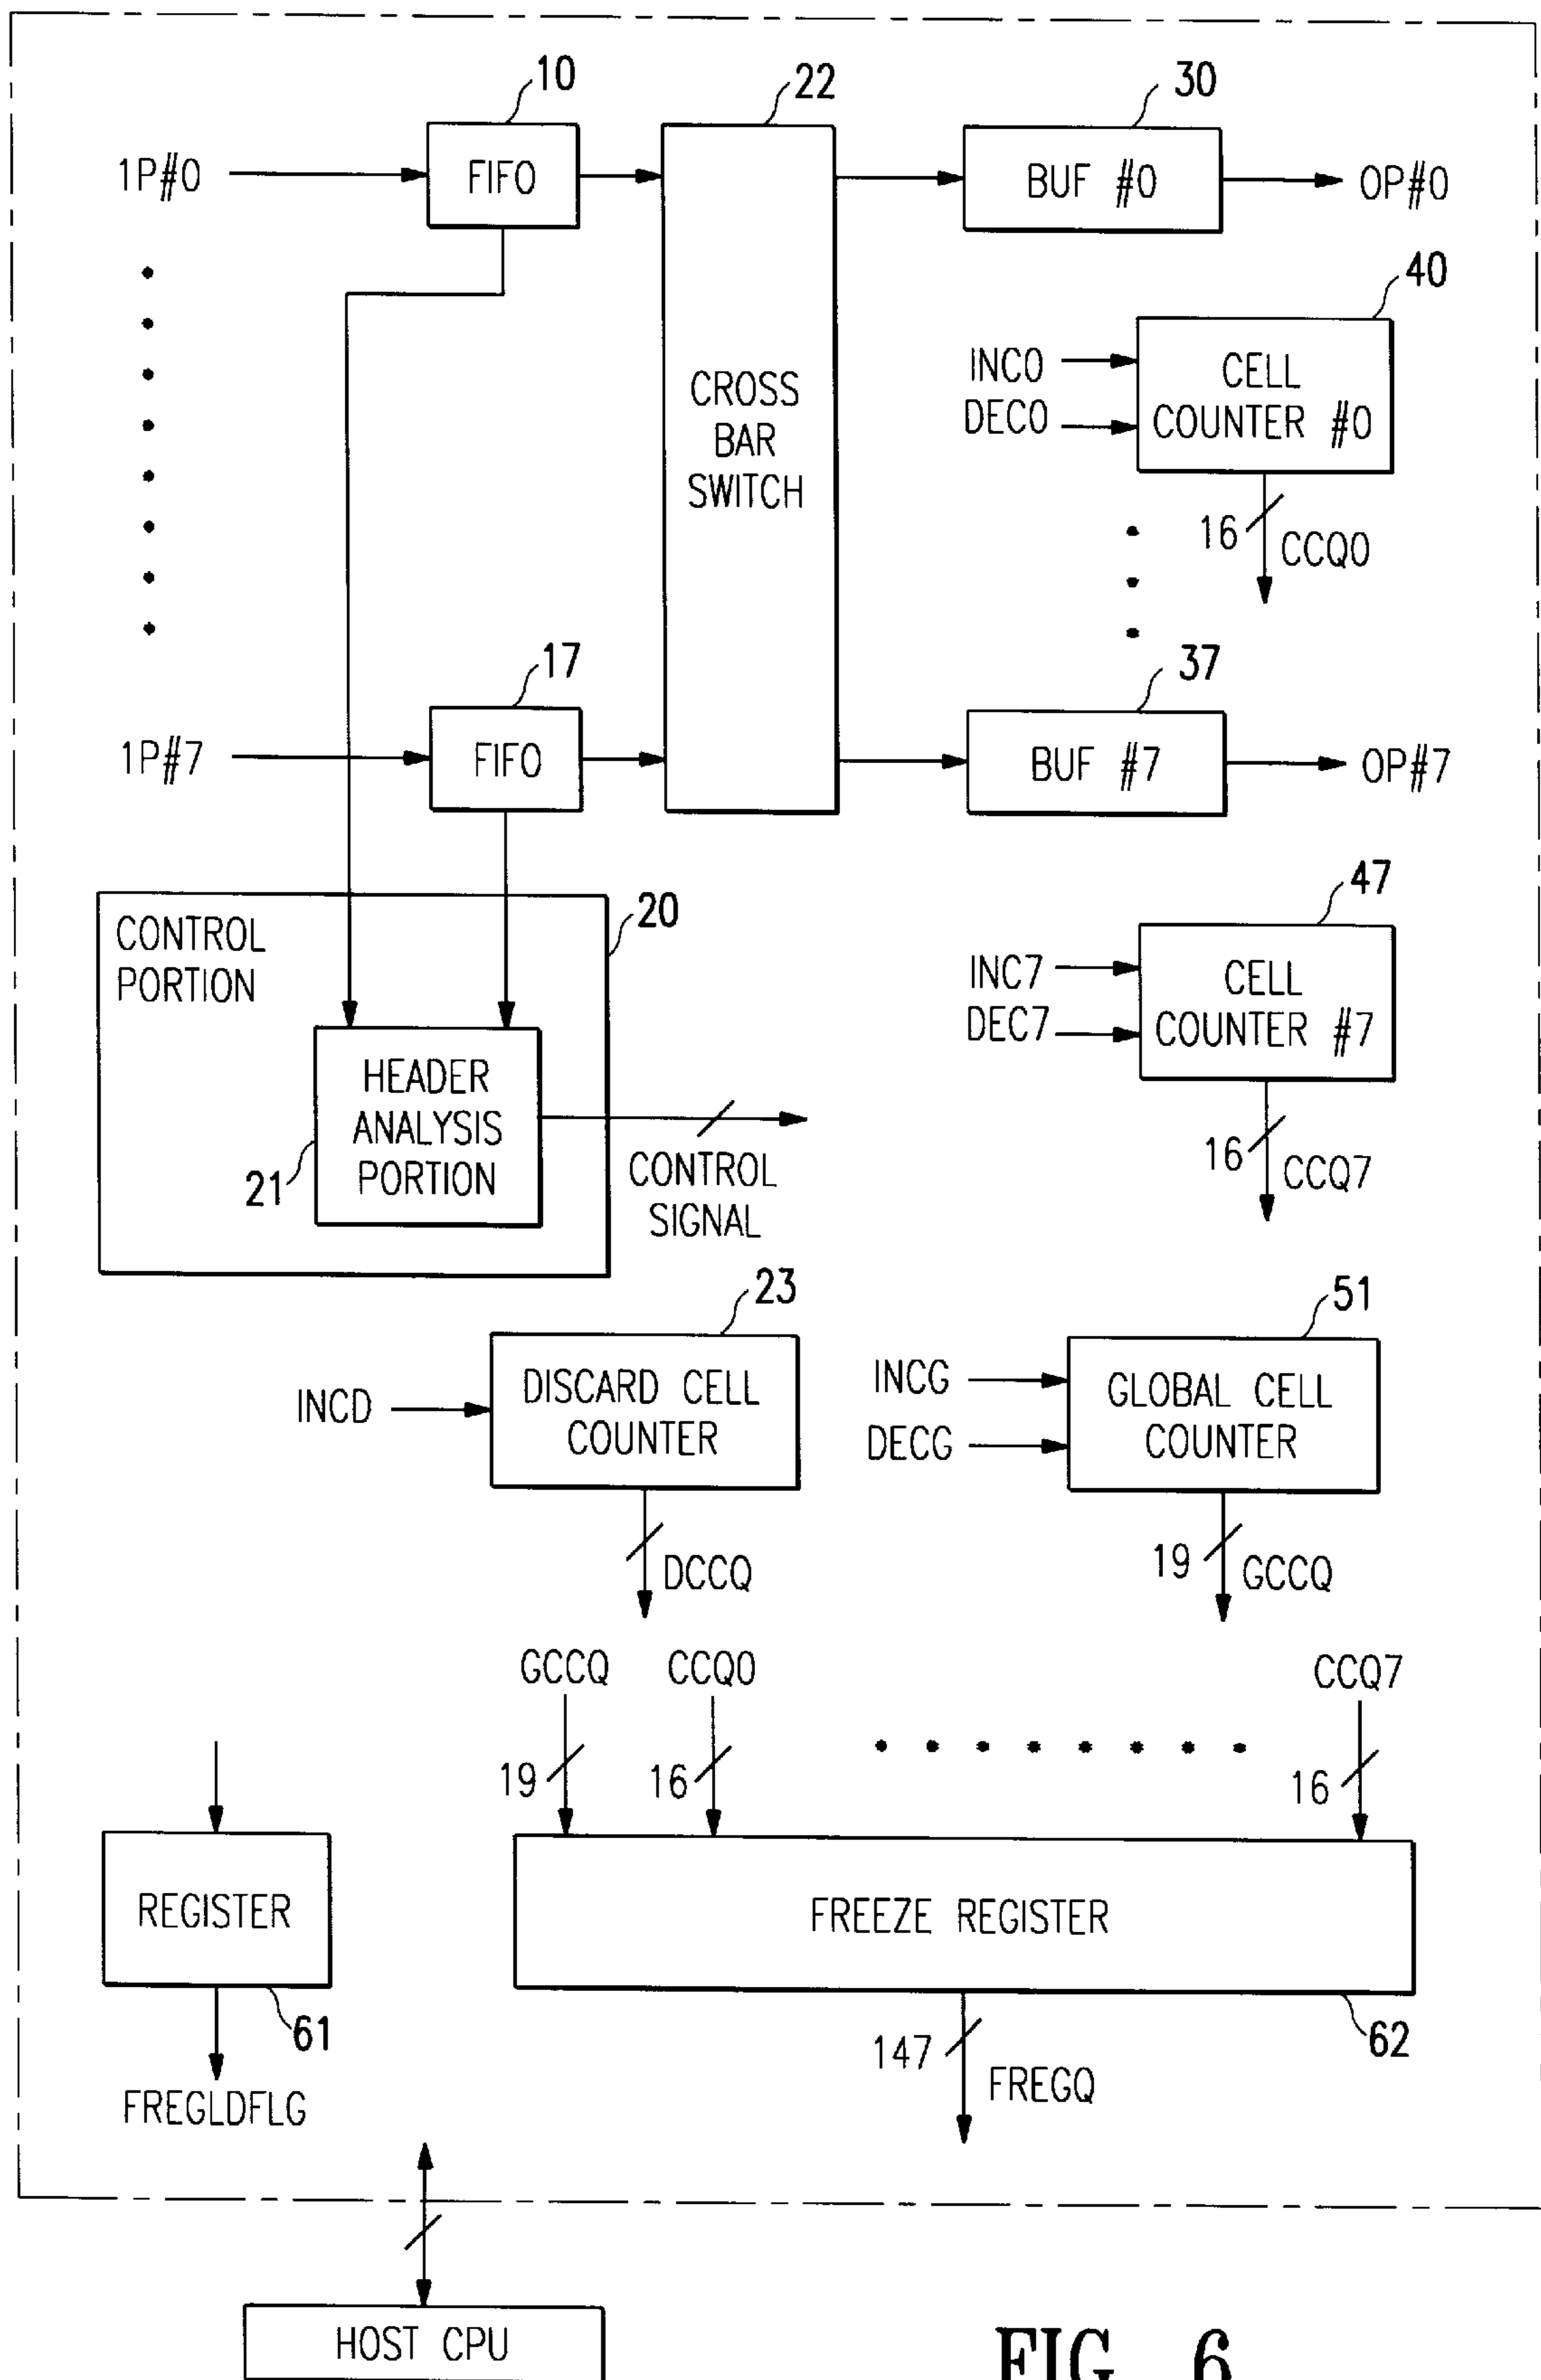 10
22
30
1P#0
FIFO
BUF #0
OP#0
40
INC0
DEC0
CELL
COUNTER #0
CROSS
BAR
SWITCH
16
CCQ0
17
37
1P#7
FIFO
BUF #7
OP#7
20
47
CONTROL
PORTION
INC7
DEC7
CELL
COUNTER #7
HEADER
ANALYSIS
PORTION
21
CONTROL
SIGNAL
16
CCQ7
23
51
INCD
DISCARD CELL
COUNTER
INCG
DECG
GLOBAL CELL
COUNTER
DCCQ
19
GCCQ
GCCQ
CCQ0
CCQ7
19
16
16
REGISTER
FREEZE REGISTER
61
62
147
FREGQ
FREGLDFLG
HOST CPU
FIG. 6